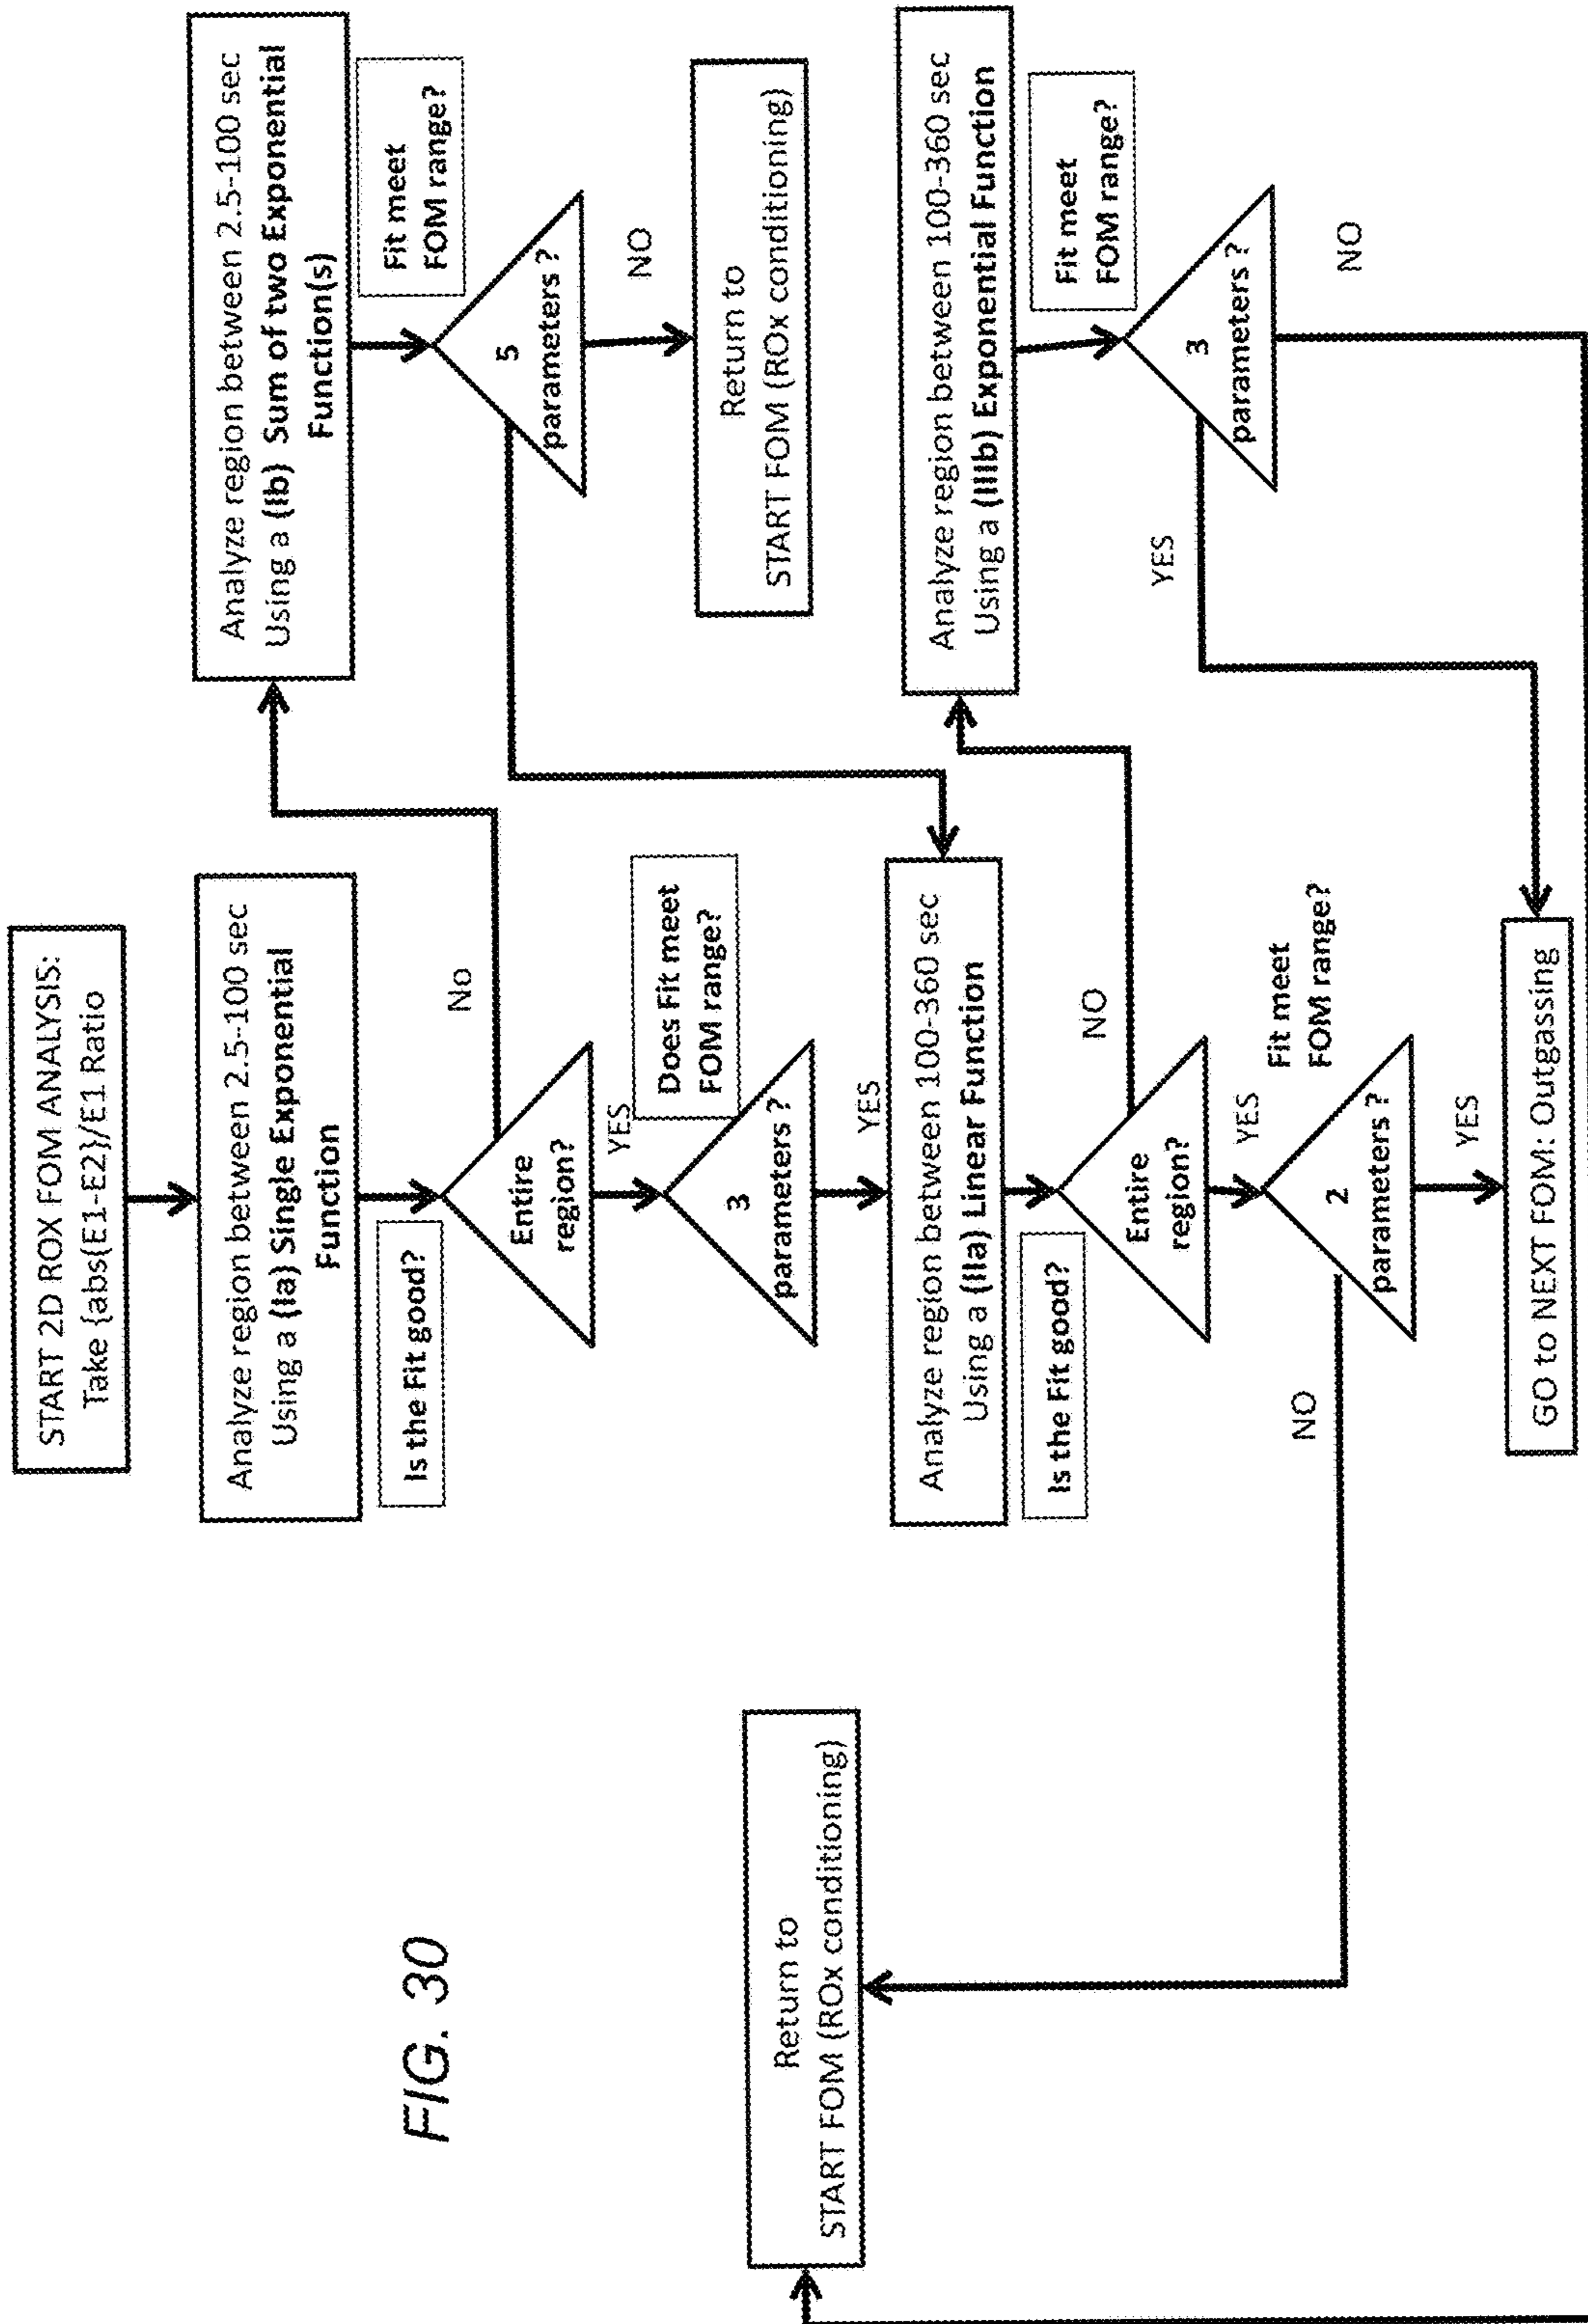 START 2D ROX FOM ANALYSIS:
Take {abs(E1-E2}/E1 Ratio
Analyze region between 2.5-100 sec
Using a (Ia) Single Exponential
Function
Is the Fit good?
Entire
region?
No
YES
Analyze region between 2.5-100 sec
Using a (Ib) Sum of two Exponential
Function(s)
Fit meet
FOM range?
5
parameters ?
NO
Return to
START FOM (ROx conditioning)
Does Fit meet
FOM range?
3
parameters ?
YES
Analyze region between 100-360 sec
Using a (IIa) Linear Function
Is the Fit good?
Entire
region?
NO
YES
Analyze region between 100-360 sec
Using a (IIIb) Exponential Function
Fit meet
FOM range?
3
parameters ?
YES
NO
Fit meet
FOM range?
2
parameters ?
NO
YES
GO to NEXT FOM: Outgassing
Return to
START FOM (ROx conditioning)
FIG. 30